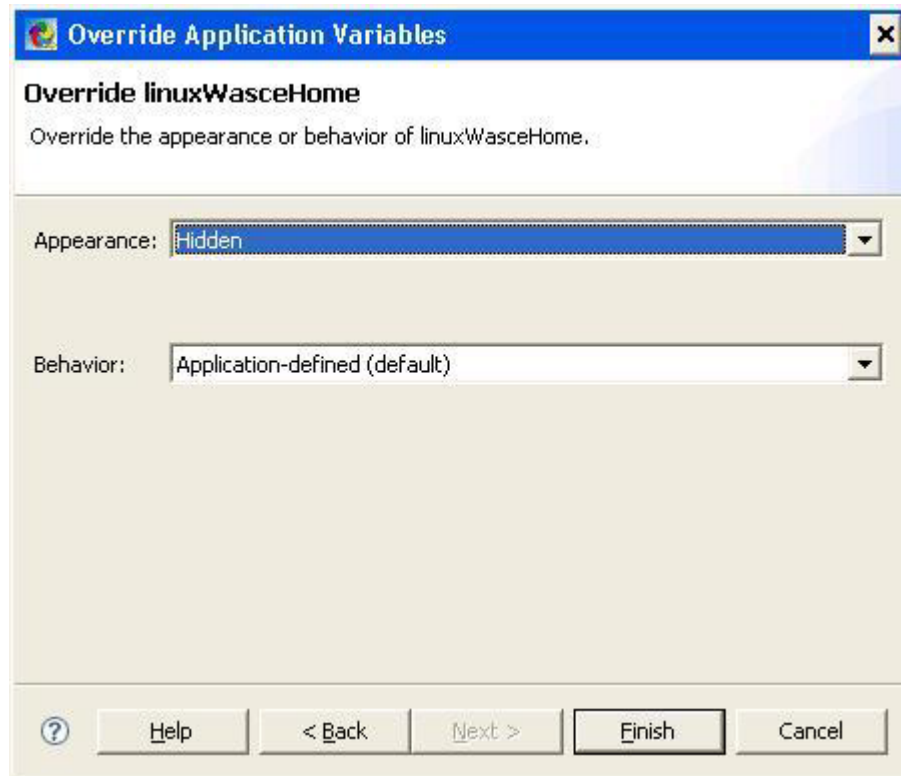 Override Application Variables
Override linuxWasceHome
Override the appearance or behavior of linuxWasceHome.
Appearance: Hidden
Behavior: Application-defined (default)
? Help < Back Next > Finish Cancel